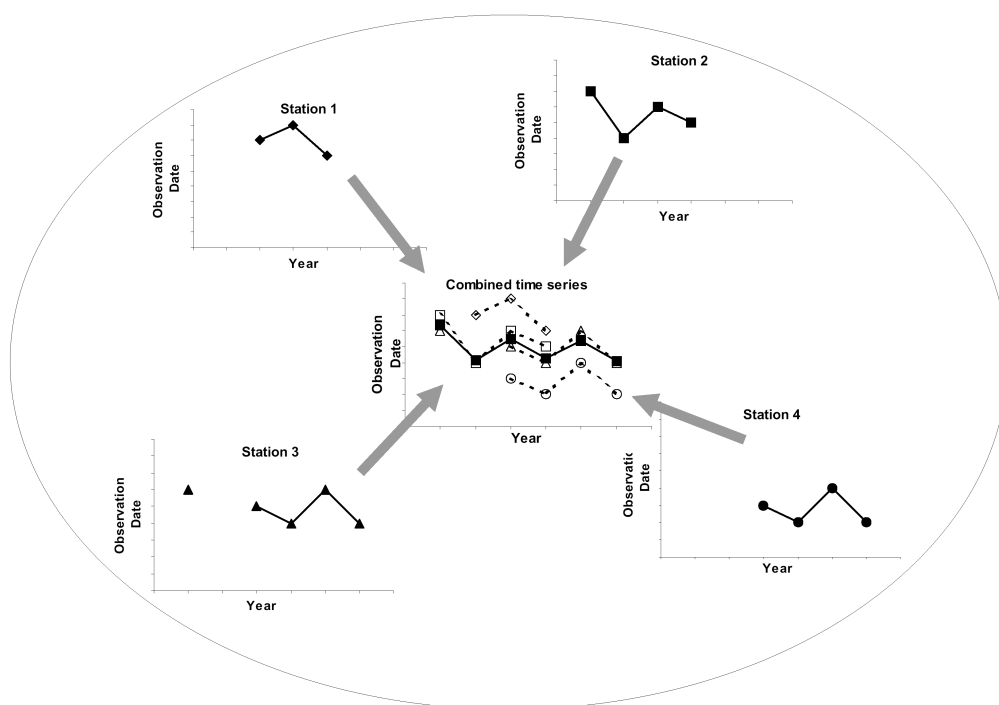 Station 1
Observation
Date
Year
Station 2
Observation
Date
Year
Combined time series
Observation
Date
Year
Station 3
Observation
Date
Year
Station 4
Observatic
Date
Year